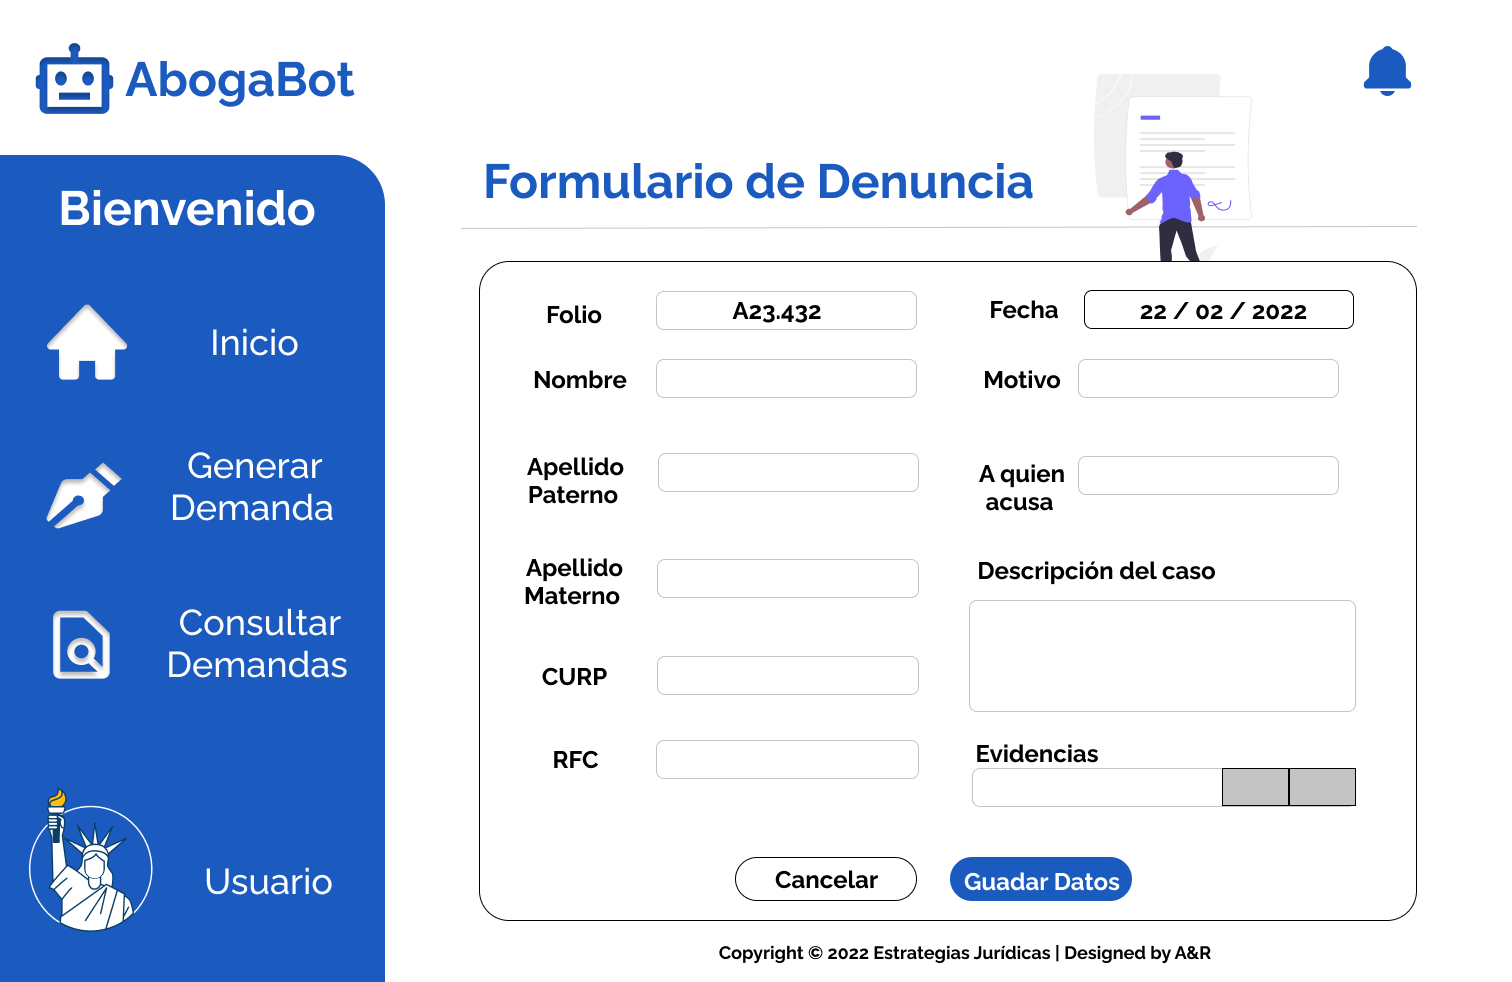 AbogaBot
Bienvenido
Inicio
Generar
Demanda
Consultar
Demandas
Usuario
Formulario de Denuncia
Folio
A23.432
Fecha
22 / 02 / 2022
Nombre
Motivo
Apellido
Paterno
A quien
acusa
Apellido
Materno
Descripción del caso
CURP
RFC
Evidencias
Cancelar
Guadar Datos
Copyright © 2022 Estrategias Jurídicas | Designed by A&R